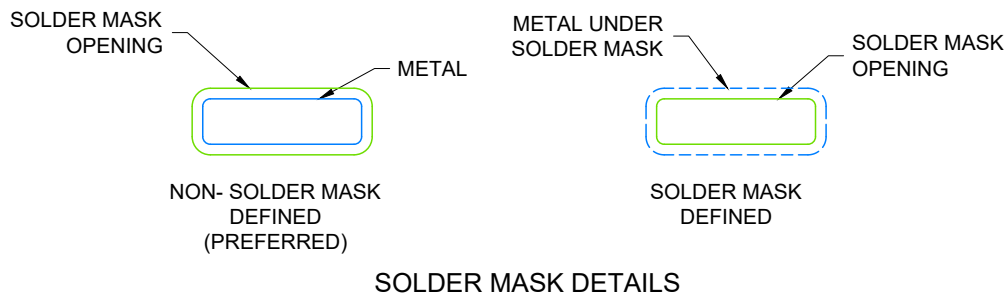 SOLDER MASK
OPENING
METAL
NON- SOLDER MASK
DEFINED
(PREFERRED)
METAL UNDER
SOLDER MASK
SOLDER MASK
OPENING
SOLDER MASK
DEFINED
SOLDER MASK DETAILS